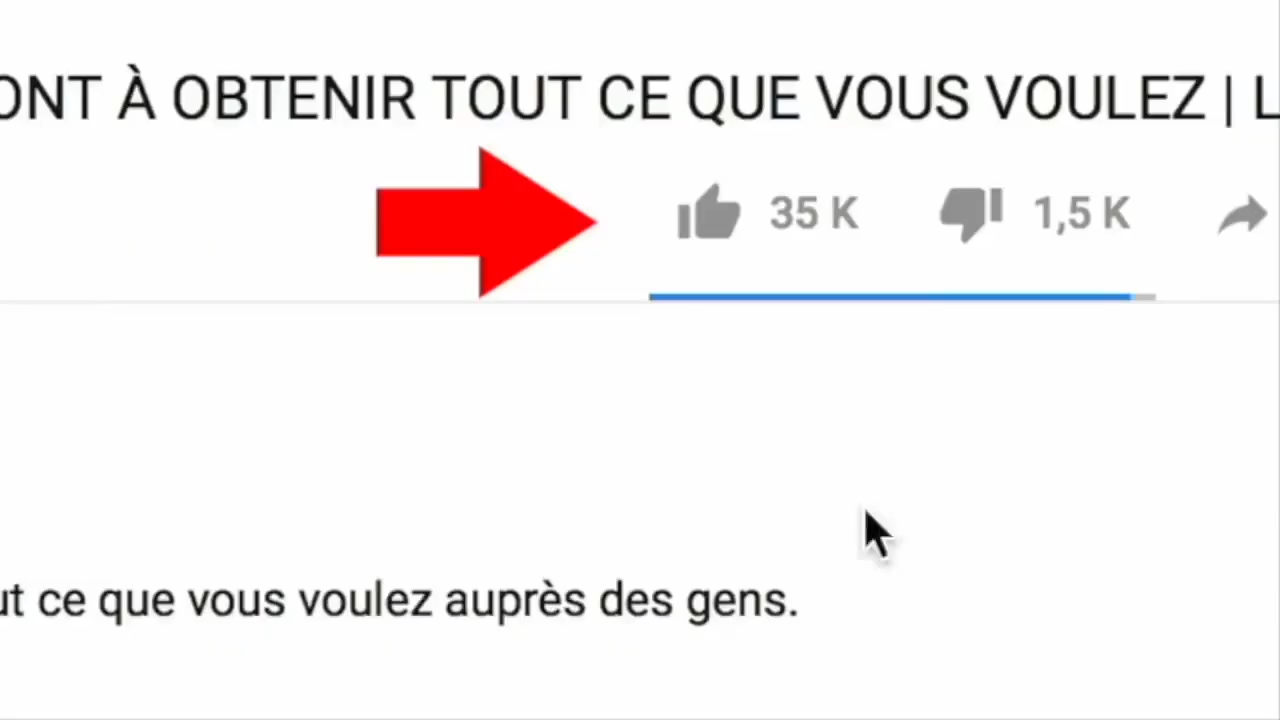 ONT À OBTENIR TOUT CE QUE VOUS VOULEZ | L
35 K 1,5 K
ut ce que vous voulez auprès des gens.